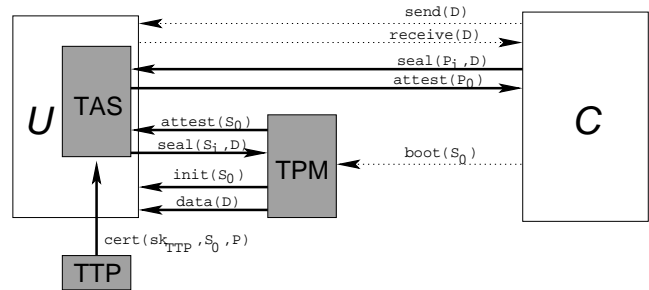 send(D)
receive(D)
seal(P_i,D)
attest(P_0)
TAS
U
C
attest(S_0)
seal(S_i,D)
TPM
boot(S_0)
init(S_0)
data(D)
cert(sk_TTP,S_0,P)
TTP